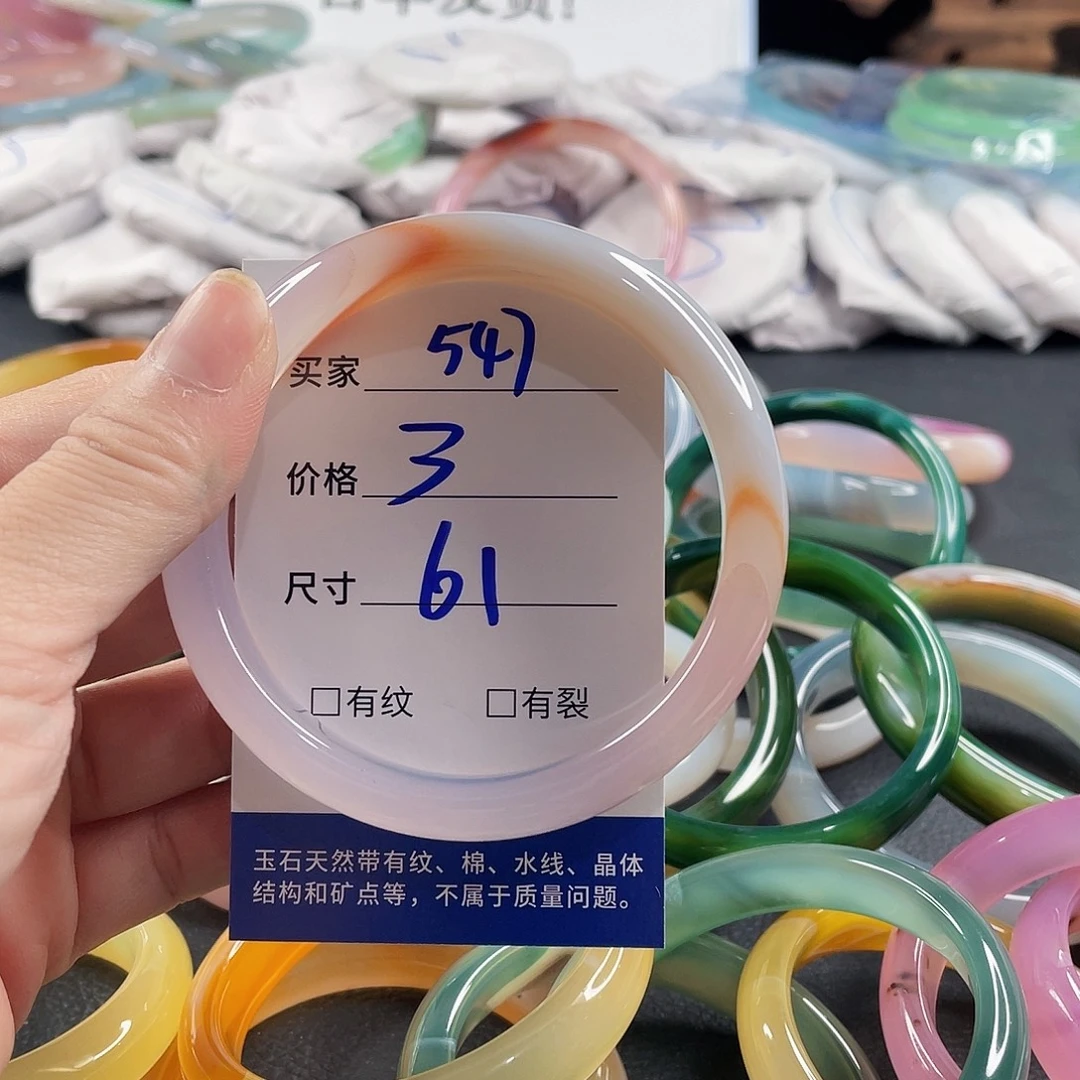 买家 547
价格 3
尺寸 61
□有纹 □有裂
玉石天然带有纹、棉、水线、晶体
结构和矿点等，不属于质量问题。